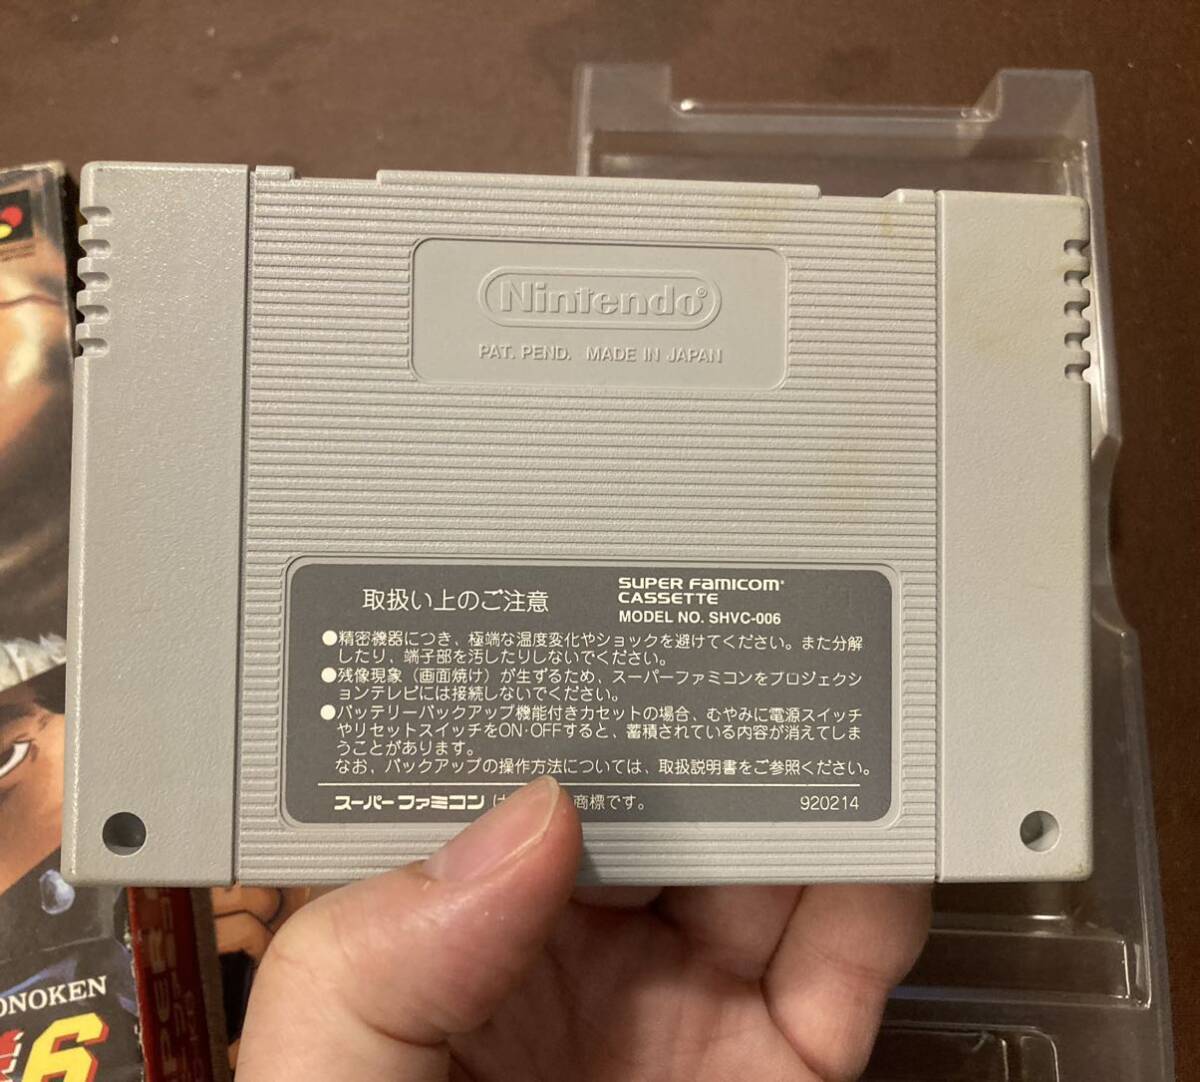 Nintendo®
PAT. PEND. MADE IN JAPAN
取扱い上のご注意
SUPER FAMICOM
CASSETTE
MODEL NO. SHVC-006
●精密機器につき、極端な温度変化やショックを避けてください。また分解
したり、端子部を汚したりしないでください。
●残像現象（画面焼け）が生ずるため、スーパーファミコンをプロジェクシ
ョンテレビには接続しないでください。
●バッテリーバックアップ機能付きカセットの場合、むやみに電源スイッチ
やリセットスイッチをON・OFFすると、蓄積されている内容が消えてしま
うことがあります。
なお、バックアップの操作方法については、取扱説明書をご参照ください。
スーパーファミコン は 商標です。
920214
ONOKEN
6